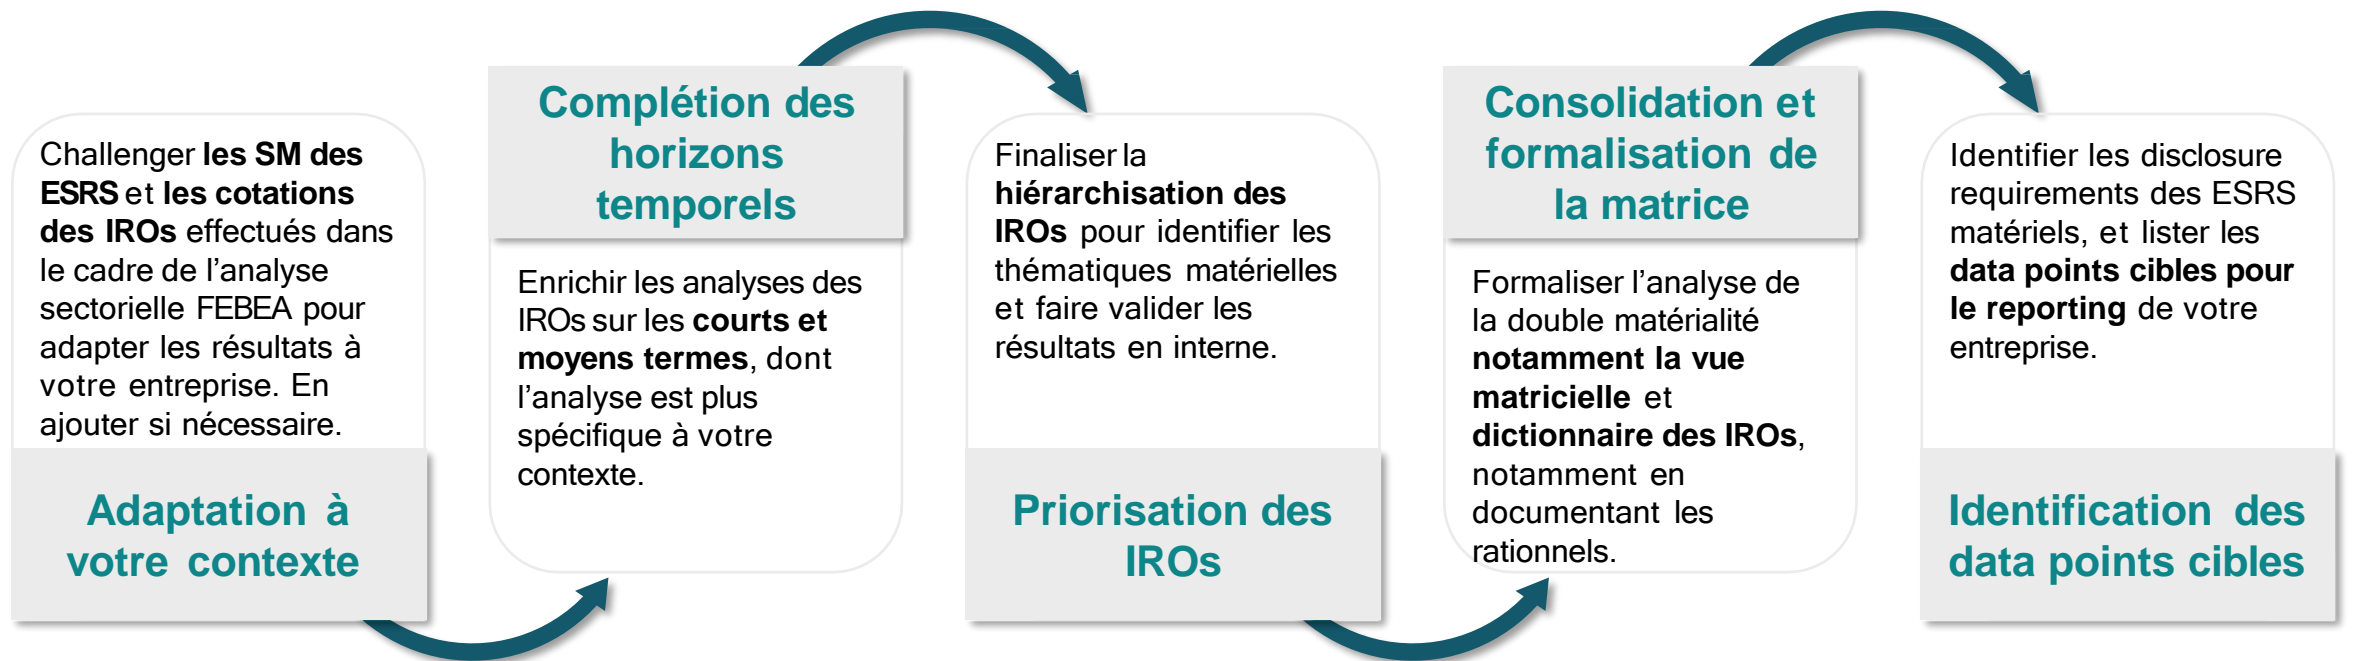 Challenger les SM des
ESRS et les cotations
des IROs effectués dans
le cadre de l’analyse
sectorielle FEBEA pour
adapter les résultats à
votre entreprise. En
ajouter si nécessaire.
Adaptation à
votre contexte
Complétion des
horizons
temporels
Enrichir les analyses des
IROs sur les courts et
moyens termes, dont
l’analyse est plus
spécifique à votre
contexte.
Finaliser la
hiérarchisation des
IROs pour identifier les
thématiques matérielles
et faire valider les
résultats en interne.
Priorisation des
IROs
Consolidation et
formalisation de
la matrice
Formaliser l’analyse de
la double matérialité
notamment la vue
matricielle et
dictionnaire des IROs,
notamment en
documentant les
rationnels.
Identifier les disclosure
requirements des ESRS
matériels, et lister les
data points cibles pour
le reporting de votre
entreprise.
Identification des
data points cibles